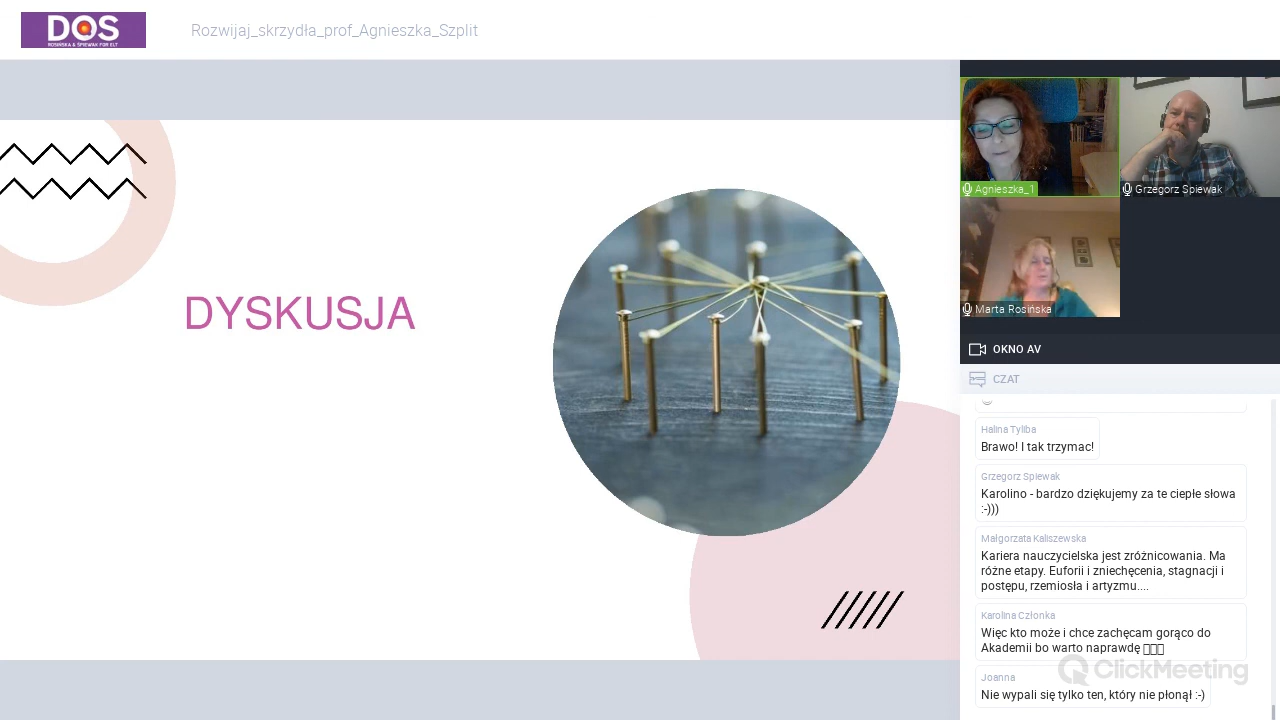 DOS
ROSIŃSKA & ŚPIEWAK FOR ELT
Rozwijaj_skrzydła_prof_Agnieszka_Szplit
DYSKUSJA
Agnieszka_1
Grzegorz Śpiewak
Marta Rosińska
OKNO AV
CZAT
Halina Tyliba
Brawo! I tak trzymac!
Grzegorz Śpiewak
Karolino - bardzo dziękujemy za te ciepłe słowa
:-)))
Małgorzata Kaliszewska
Kariera nauczycielska jest zróżnicowania. Ma
różne etapy. Euforii i zniechęcenia, stagnacji i
postępu, rzemiosła i artyzmu....
Karolina Członka
Więc kto może i chce zachęcam gorąco do
Akademii bo warto naprawdę
ClickMeeting
Joanna
Nie wypali się tylko ten, który nie płonął :-)